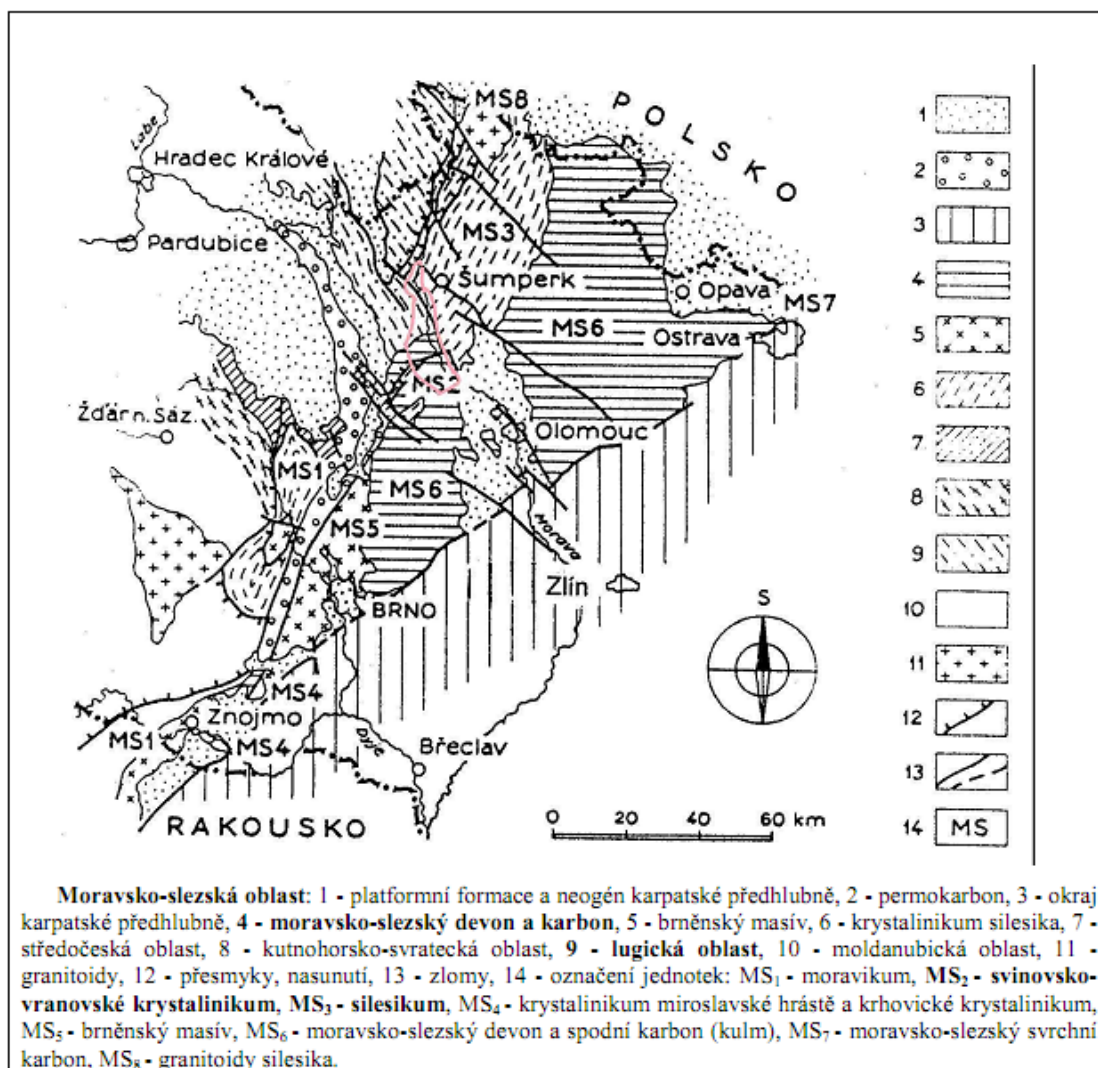 MS8
POLSKO
Labe
Hradec Králové
Pardubice
MS3
Šumperk
Opava
MS7
MS6
Ostrava
MS2
Žďár n. Sáz.
Olomouc
MS1
MS6
MS5
Morava
Zlín
BRNO
S
MS4
Znojmo
MS1
MS4
Dyje
Břeclav
RAKOUSKO
0 20 40 60 km
1
2
3
4
5
6
7
8
9
10
11
12
13
14 MS
Moravsko-slezská oblast: 1 - platformní formace a neogén karpatské předhlubně, 2 - permokarbon, 3 - okraj
karpatské předhlubně, 4 - moravsko-slezský devon a karbon, 5 - brněnský masív, 6 - krystalinikum silesika, 7 -
středočeská oblast, 8 - kutnohorsko-svratecká oblast, 9 - lugická oblast, 10 - moldanubická oblast, 11 -
granitoidy, 12 - přesmyky, nasunutí, 13 - zlomy, 14 - označení jednotek: MS₁ - moravikum, MS₂ - svinovsko-
vranovské krystalinikum, MS₃ - silesikum, MS₄ - krystalinikum miroslavské hrástě a krhovické krystalinikum,
MS₅ - brněnský masív, MS₆ - moravsko-slezský devon a spodní karbon (kulm), MS₇ - moravsko-slezský svrchní
karbon, MS₈ - granitoidy silesika.